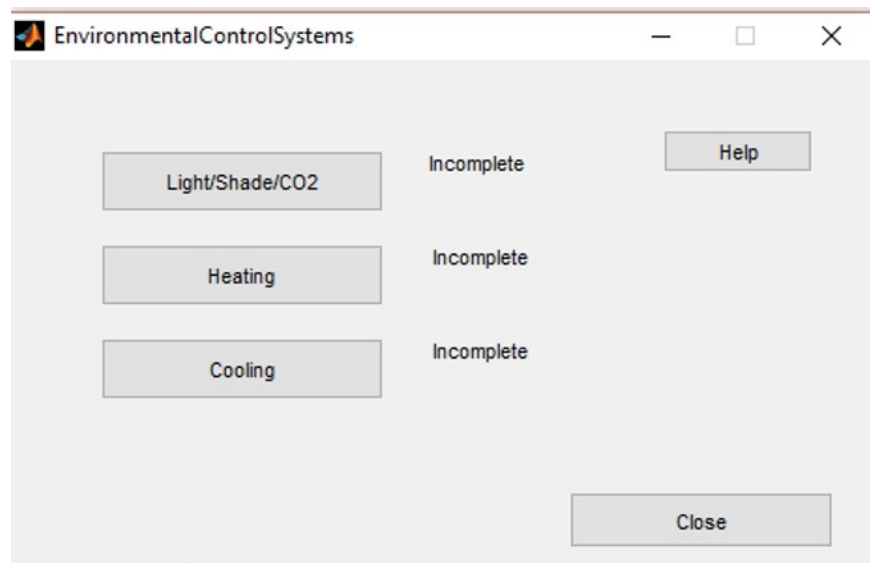 EnvironmentalControlSystems
Light/Shade/CO2
Incomplete
Help
Heating
Incomplete
Cooling
Incomplete
Close